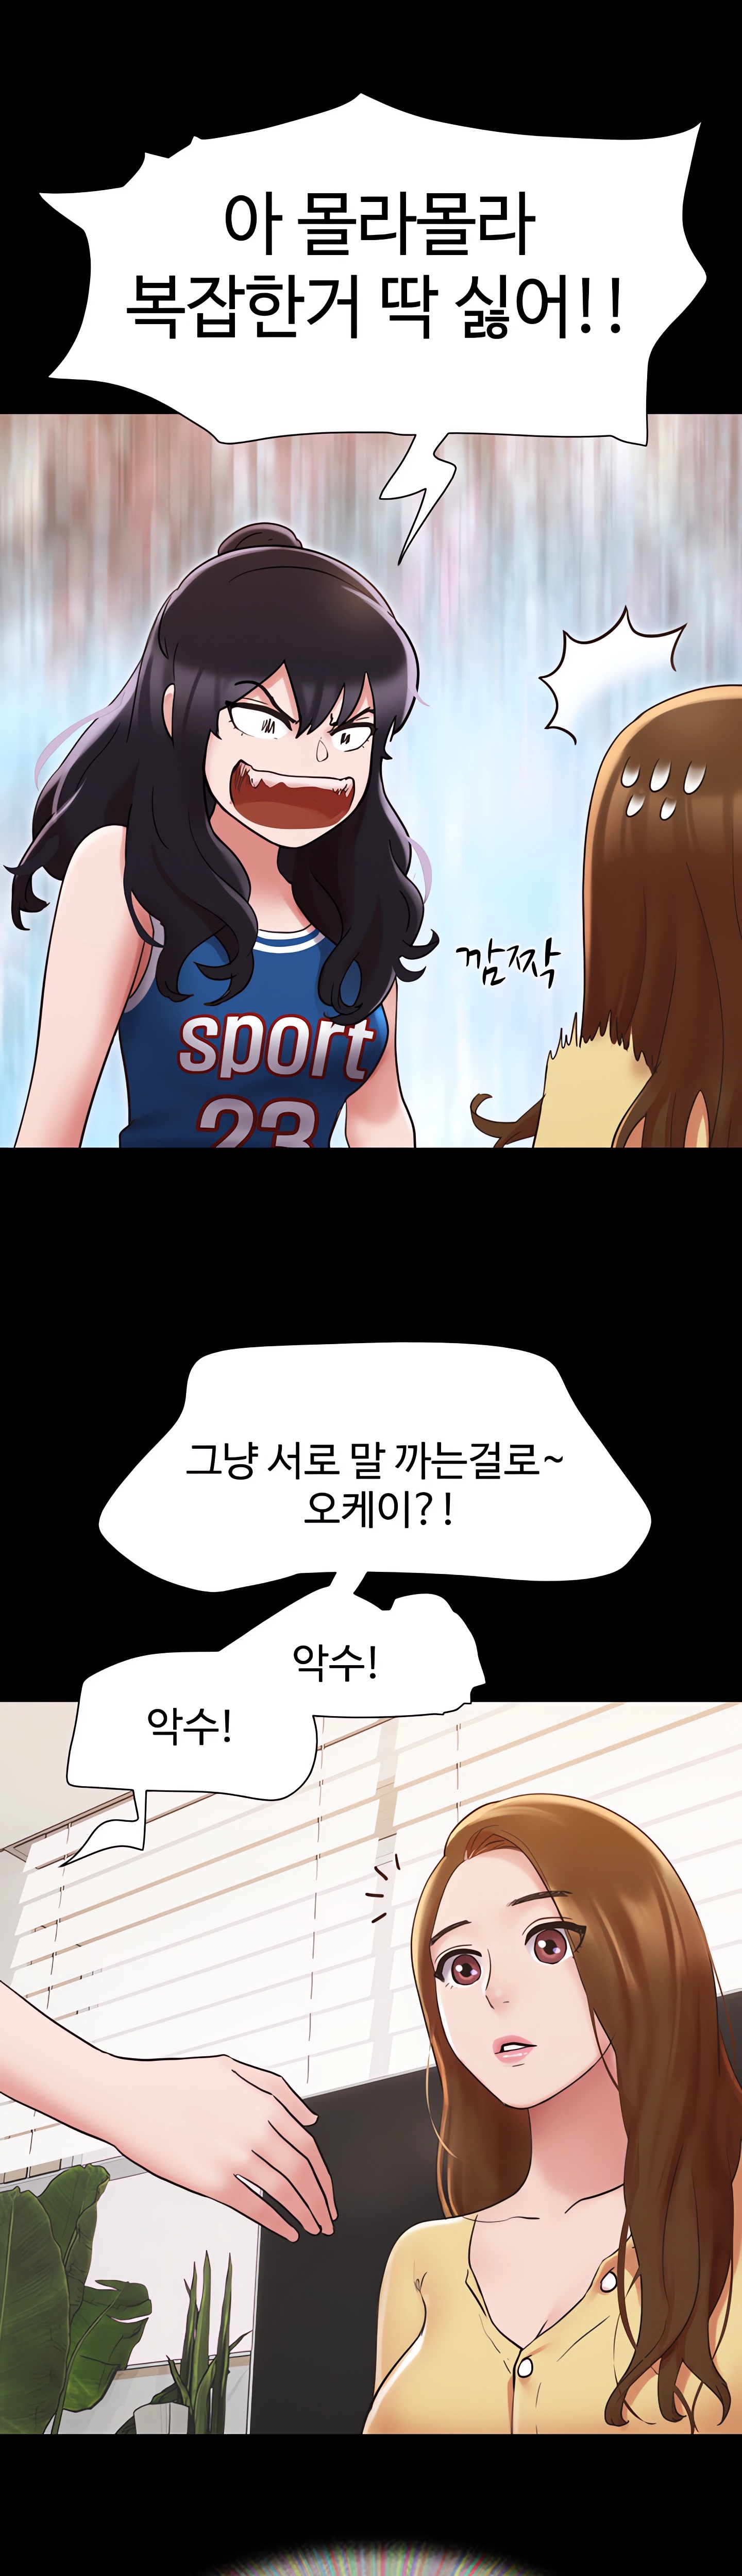 아 몰라몰라
복잡한거 딱 싫어!!
깜짝
sport
23
그냥 서로 말 까는걸로~
오케이?!
악수!
악수!